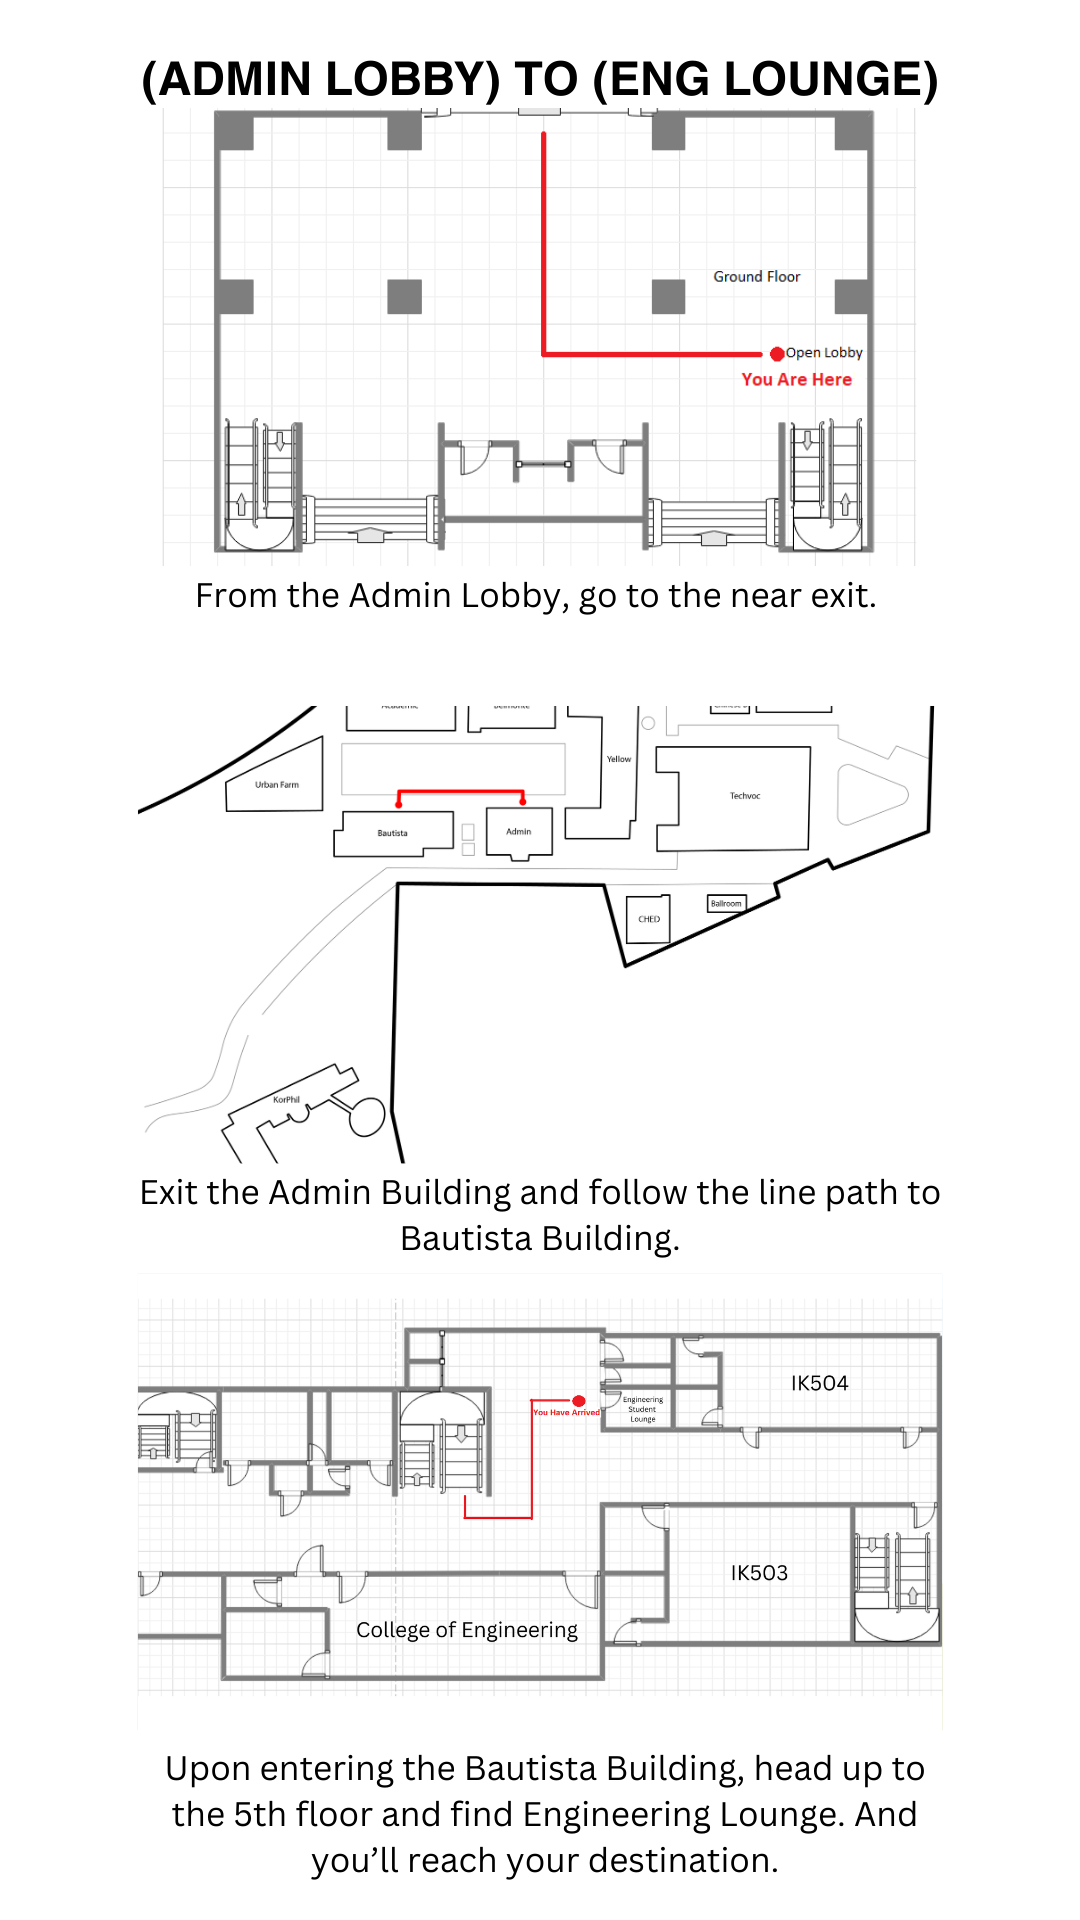 (ADMIN LOBBY) TO (ENG LOUNGE)
Ground Floor
Open Lobby
You Are Here
From the Admin Lobby, go to the near exit.
Urban Farm
Yellow
Techvoc
Bautista
Admin
CHED
Ballroom
KorPhil
Exit the Admin Building and follow the line path to
Bautista Building.
IK504
Engineering
Student
Lounge
You Have Arrived
IK503
College of Engineering
Upon entering the Bautista Building, head up to
the 5th floor and find Engineering Lounge. And
you’ll reach your destination.